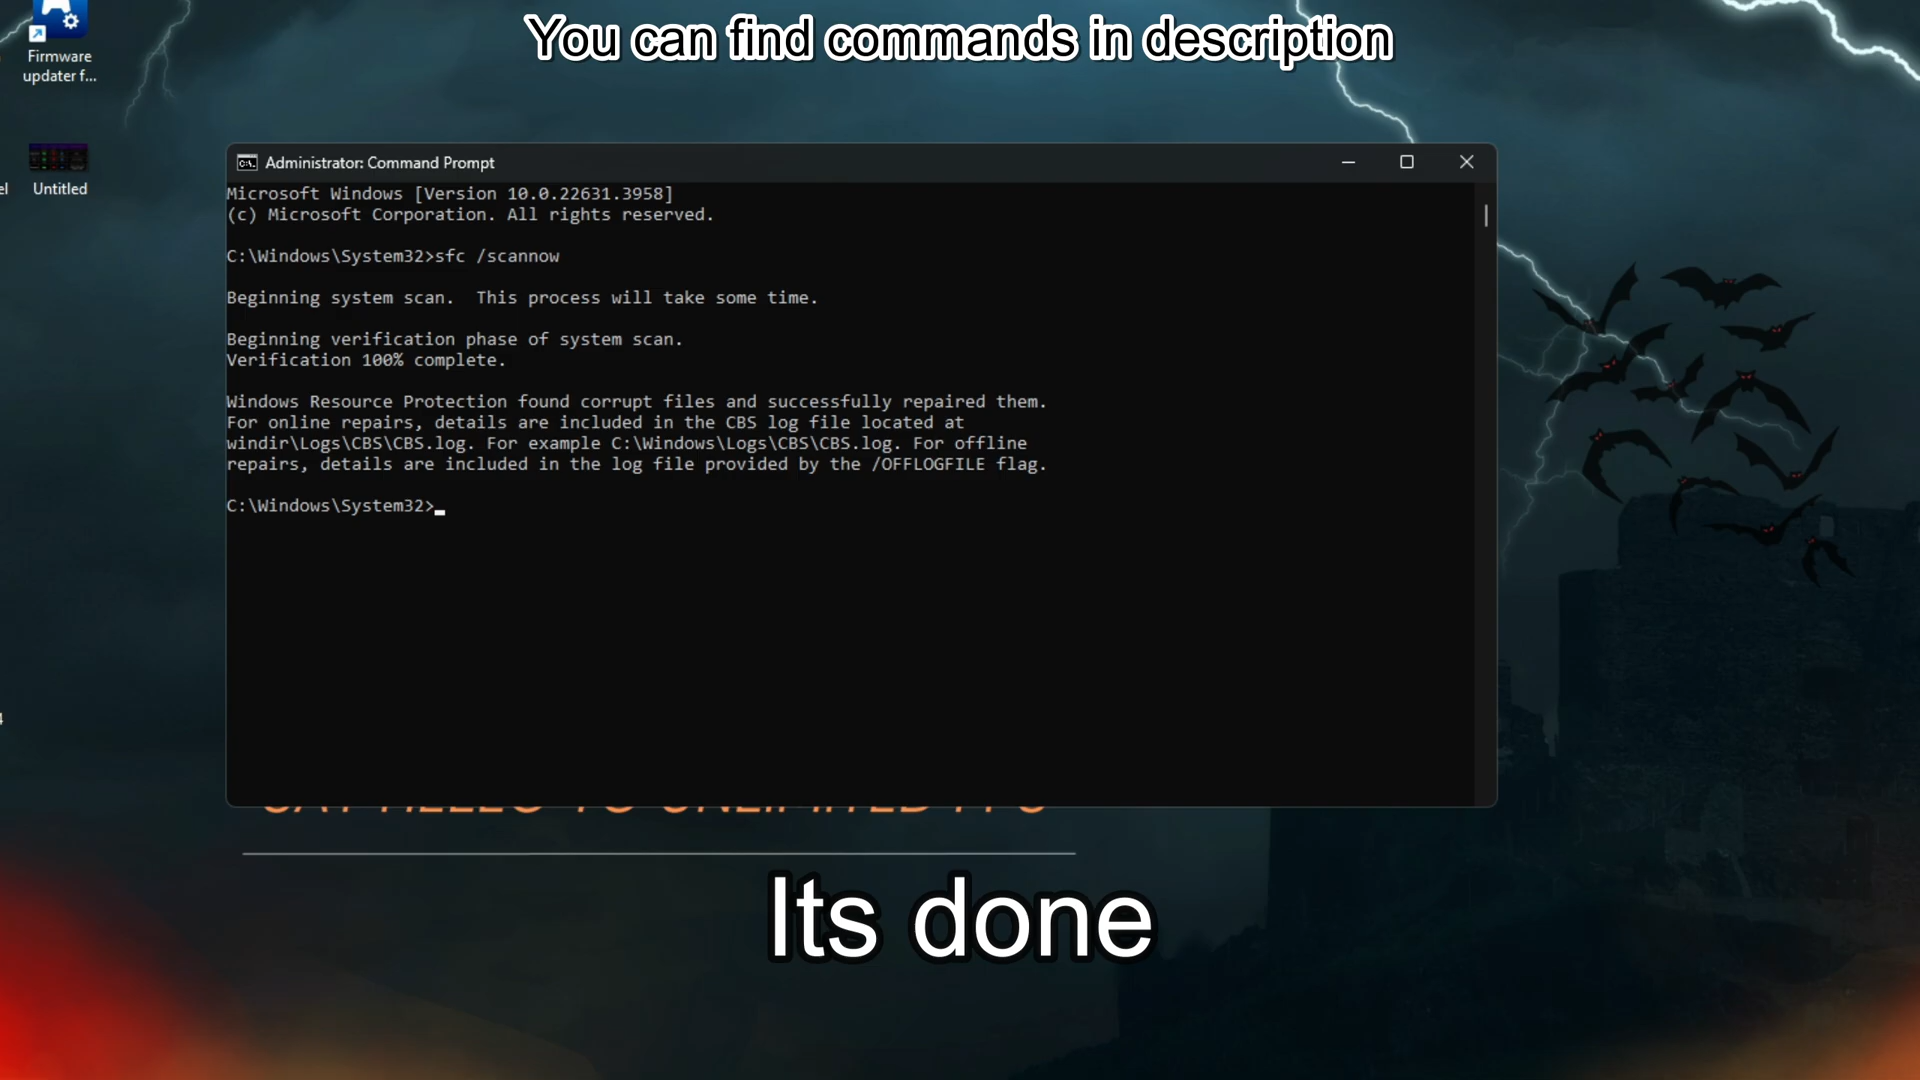 You can find commands in description
Firmware
updater f...
Untitled
Administrator: Command Prompt
Microsoft Windows [Version 10.0.22631.3958]
(c) Microsoft Corporation. All rights reserved.
C:\Windows\System32>sfc /scannow
Beginning system scan.  This process will take some time.
Beginning verification phase of system scan.
Verification 100% complete.
Windows Resource Protection found corrupt files and successfully repaired them.
For online repairs, details are included in the CBS log file located at
windir\Logs\CBS\CBS.log. For example C:\Windows\Logs\CBS\CBS.log. For offline
repairs, details are included in the log file provided by the /OFFLOGFILE flag.
C:\Windows\System32>
Its done